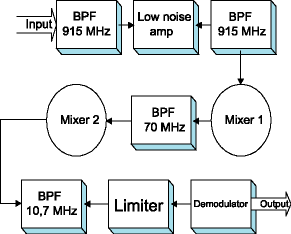 Input
BPF
915 MHz
Low noise
amp
BPF
915 MHz
Mixer 2
BPF
70 MHz
Mixer 1
BPF
10,7 MHz
Limiter
Demodulator
Output